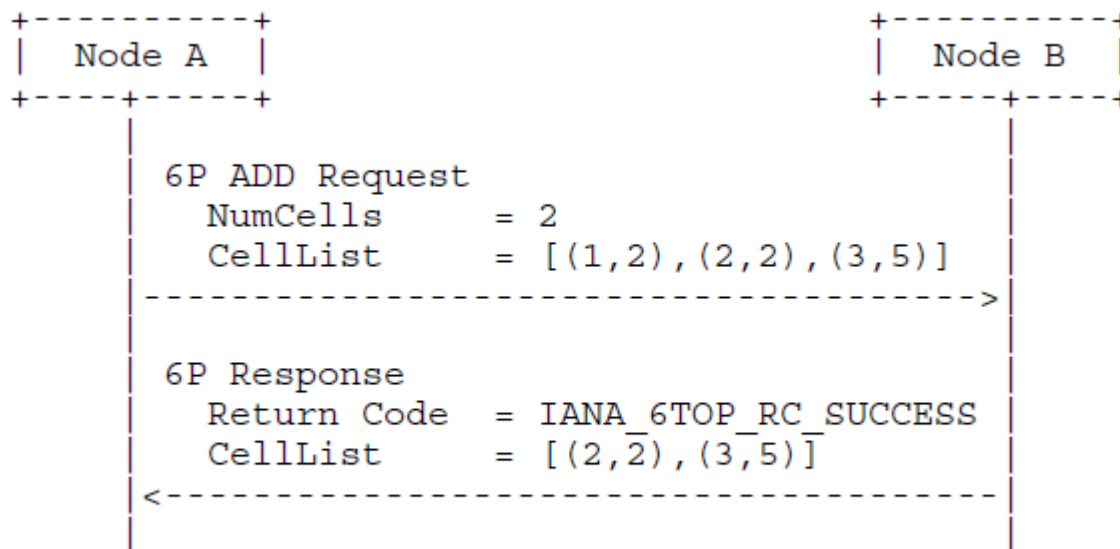 +----------+                           +----------+
|  Node A  |                           |  Node B  |
+----+-----+                           +-----+----+
     |                                       |
     | 6P ADD Request                        |
     |   NumCells     = 2                    |
     |   CellList     = [(1,2),(2,2),(3,5)]  |
     |-------------------------------------->|
     |                                       |
     | 6P Response                           |
     |   Return Code  = IANA_6TOP_RC_SUCCESS |
     |   CellList     = [(2,2),(3,5)]        |
     |<--------------------------------------|
     |                                       |